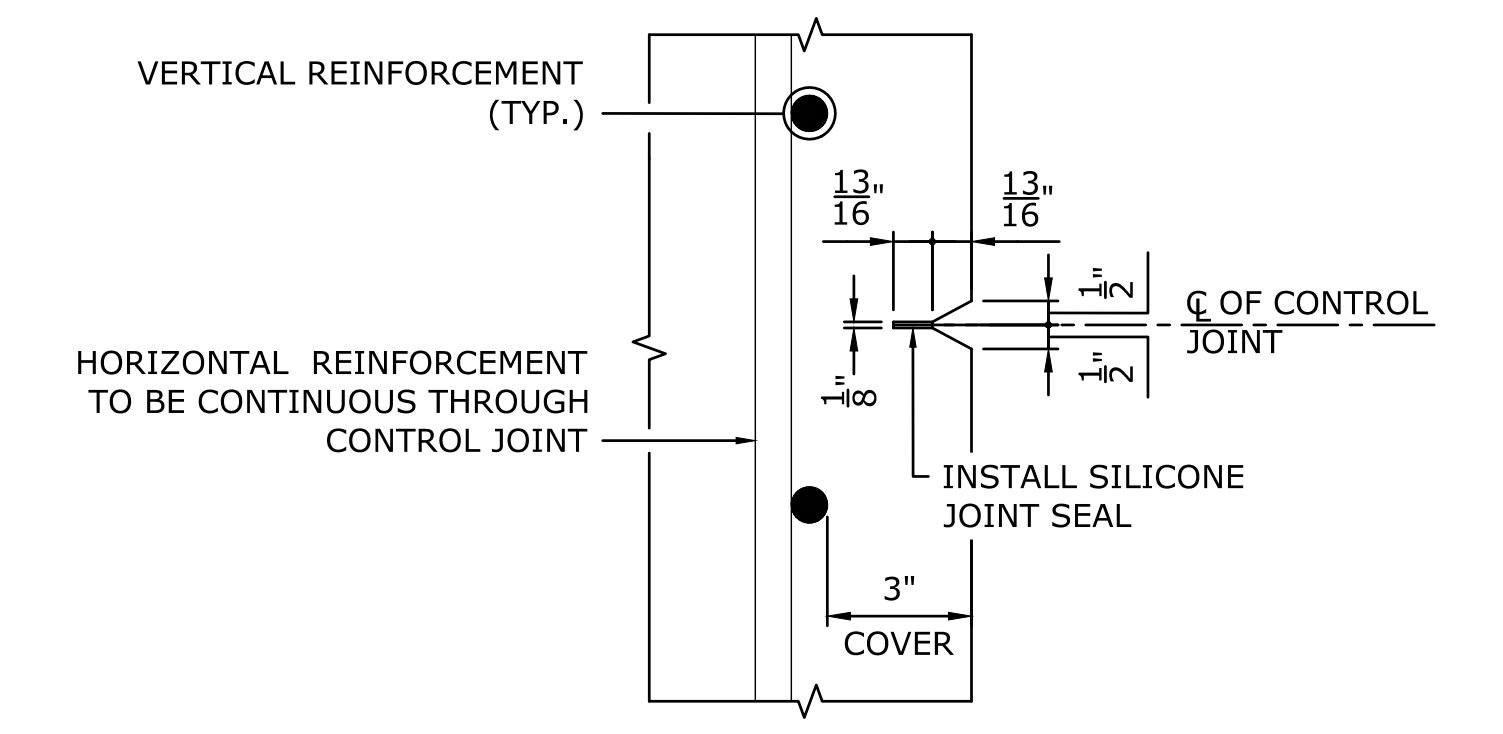 VERTICAL REINFORCEMENT
(TYP.)
13/16"
13/16"
1/2"
℄ OF CONTROL
JOINT
1/2"
1/8"
HORIZONTAL REINFORCEMENT
TO BE CONTINUOUS THROUGH
CONTROL JOINT
INSTALL SILICONE
JOINT SEAL
3"
COVER